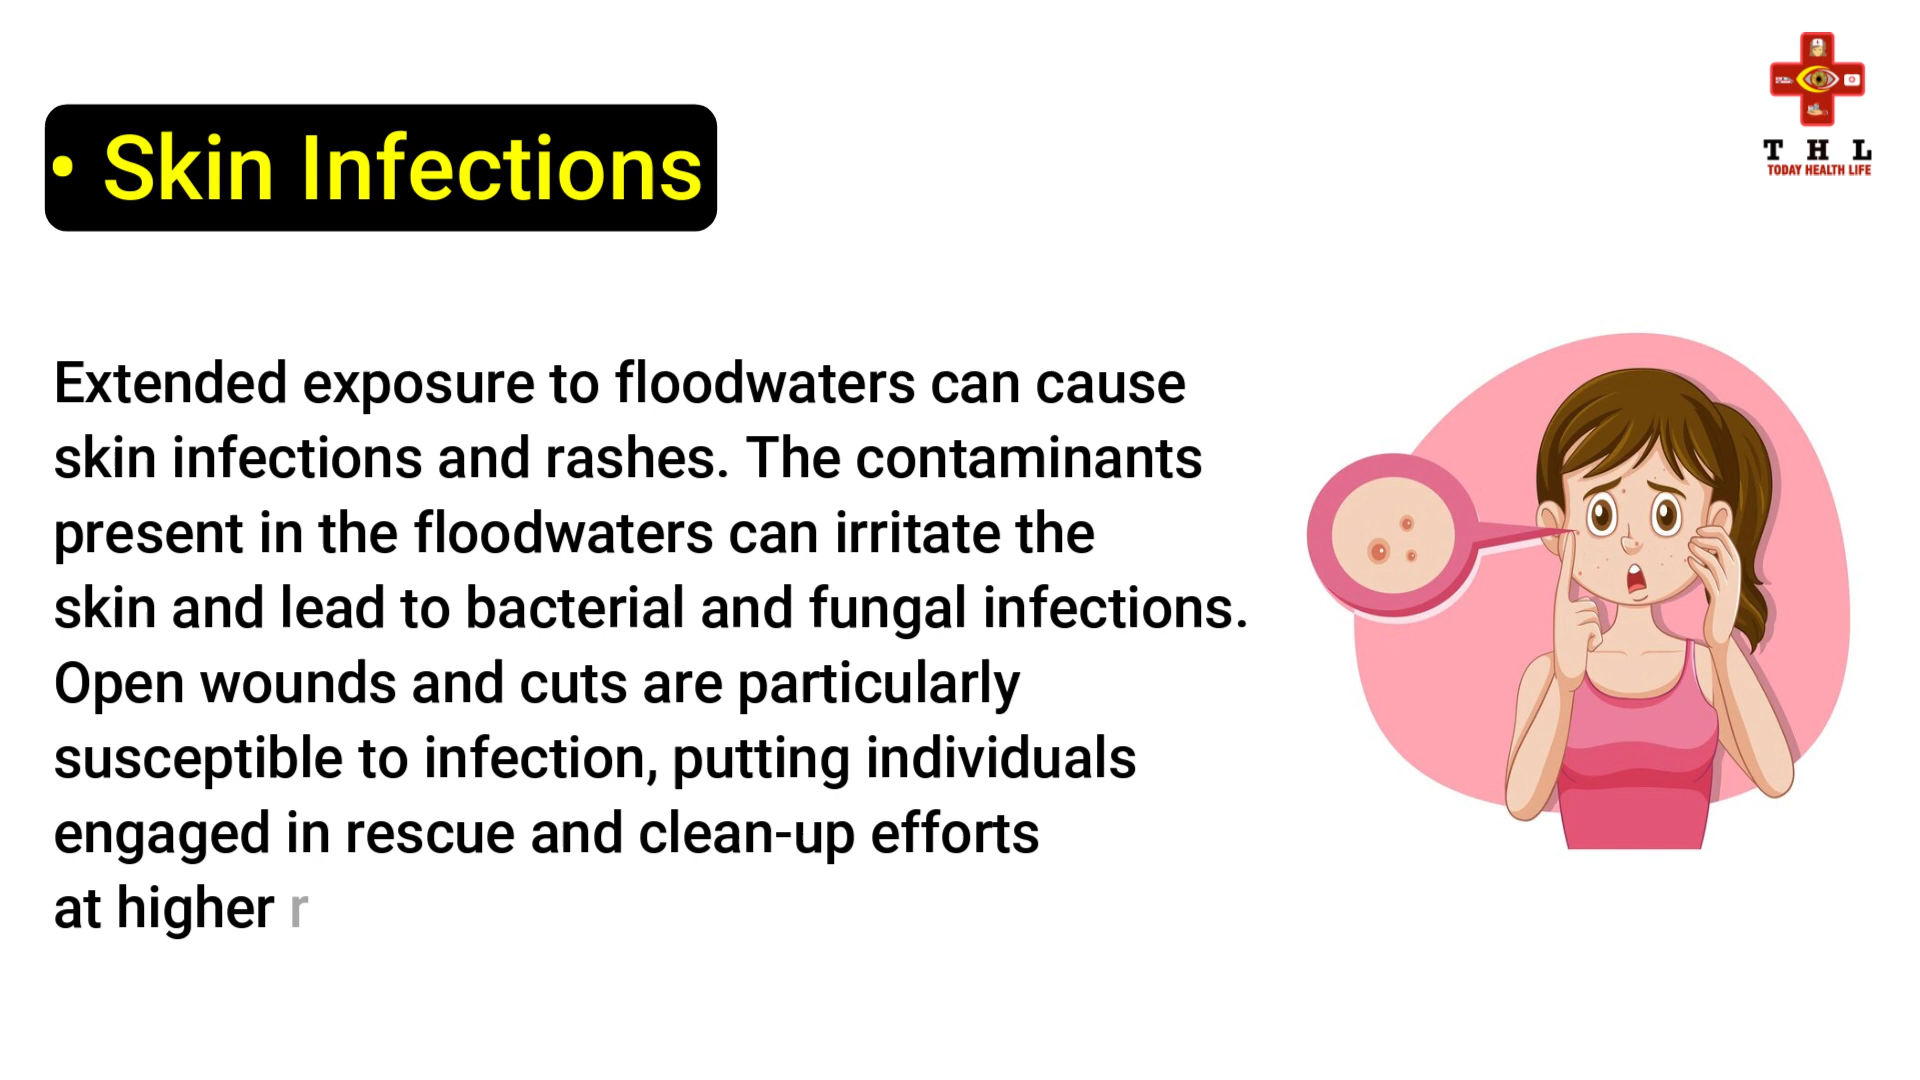 • Skin Infections
T H L
TODAY HEALTH LIFE
Extended exposure to floodwaters can cause
skin infections and rashes. The contaminants
present in the floodwaters can irritate the
skin and lead to bacterial and fungal infections.
Open wounds and cuts are particularly
susceptible to infection, putting individuals
engaged in rescue and clean-up efforts
at higher r